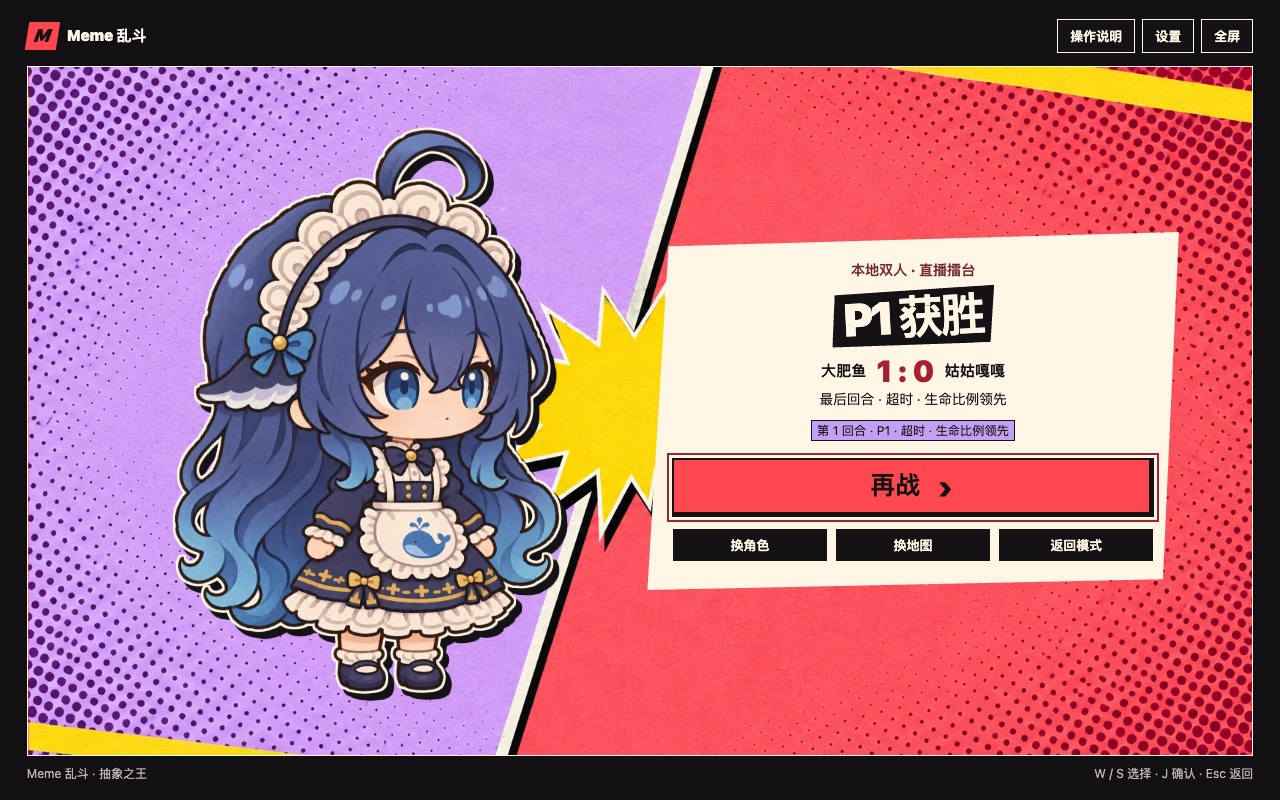 M Meme 乱斗
操作说明 设置 全屏
本地双人 · 直播擂台
P1 获胜
大肥鱼 1 : 0 姑姑嘎嘎
最后回合 · 超时 · 生命比例领先
第 1 回合 · P1 · 超时 · 生命比例领先
再战 ›
换角色 换地图 返回模式
Meme 乱斗 · 抽象之王
W / S 选择 · J 确认 · Esc 返回